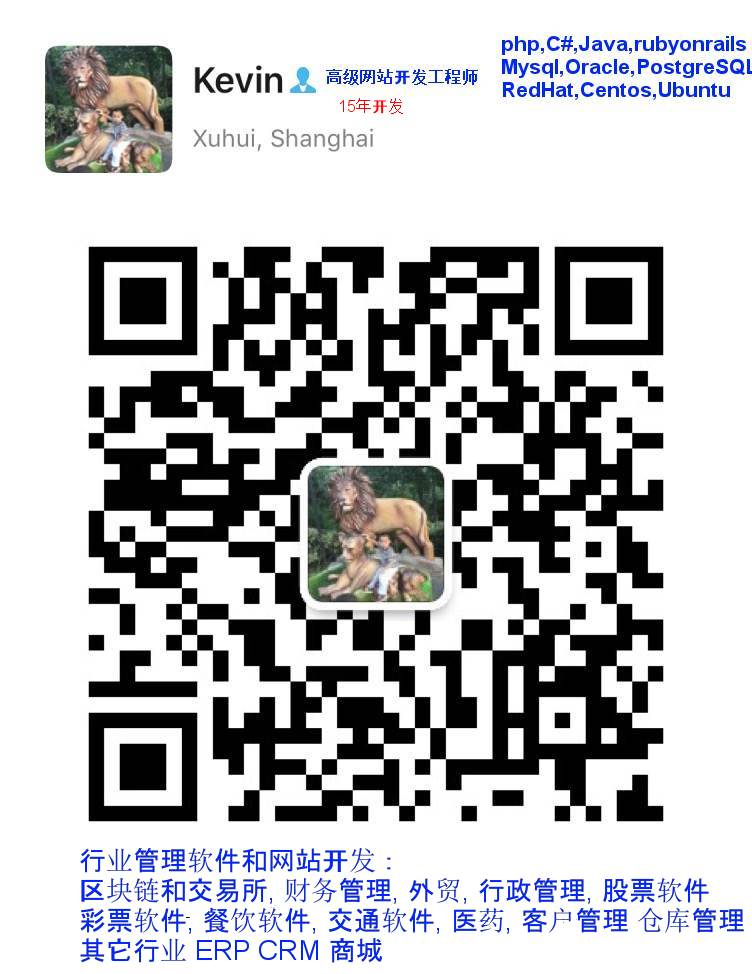 Kevin 高级网站开发工程师
15年开发
Xuhui, Shanghai
php,C#,Java,rubyonrails
Mysql,Oracle,PostgreSQL
RedHat,Centos,Ubuntu
行业管理软件和网站开发：
区块链和交易所, 财务管理, 外贸, 行政管理, 股票软件
彩票软件, 餐饮软件, 交通软件, 医药, 客户管理 仓库管理
其它行业 ERP CRM 商城